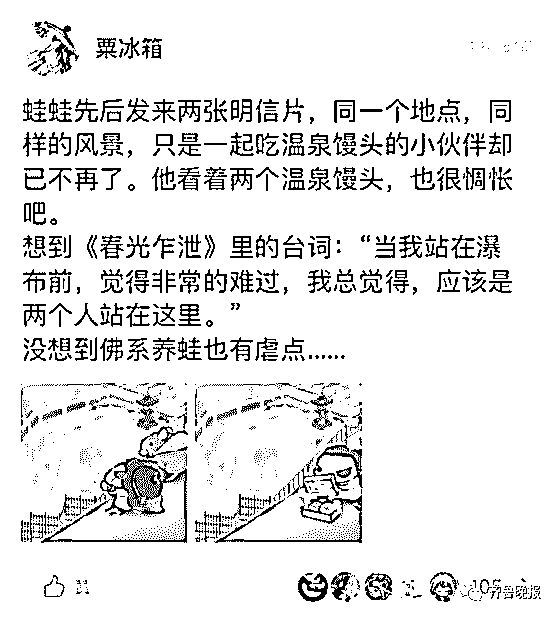 粟冰箱
蛙蛙先后发来两张明信片，同一个地点，同
样的风景，只是一起吃温泉馒头的小伙伴却
已不再了。他看着两个温泉馒头，也很惆怅
吧。
想到《春光乍泄》里的台词：“当我站在瀑
布前，觉得非常的难过，我总觉得，应该是
两个人站在这里。”
没想到佛系养蛙也有虐点......
105
齐鲁晚报